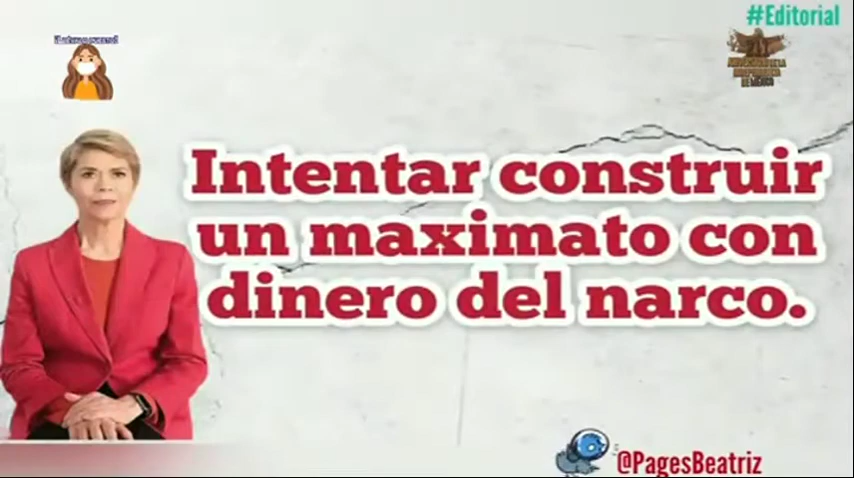 #Editorial
Intentar construir
un maximato con
dinero del narco.
@PagesBeatriz